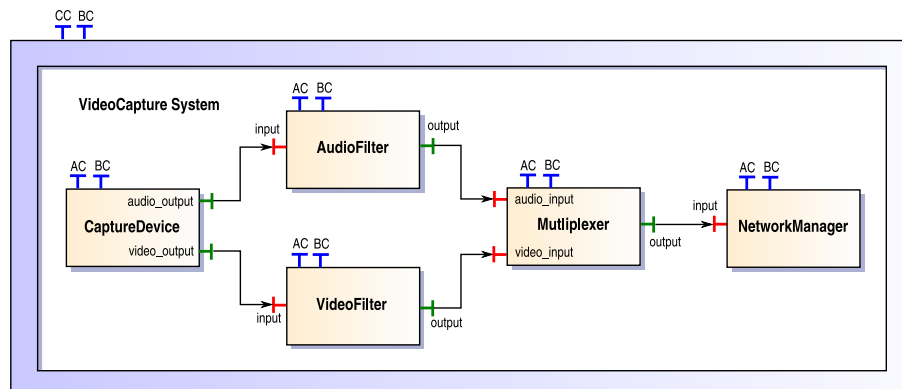 CC BC
VideoCapture System
AC BC
input
AudioFilter
output
AC BC
audio_output
CaptureDevice
video_output
AC BC
audio_input
Mutliplexer
video_input
output
AC BC
input
NetworkManager
AC BC
input
VideoFilter
output